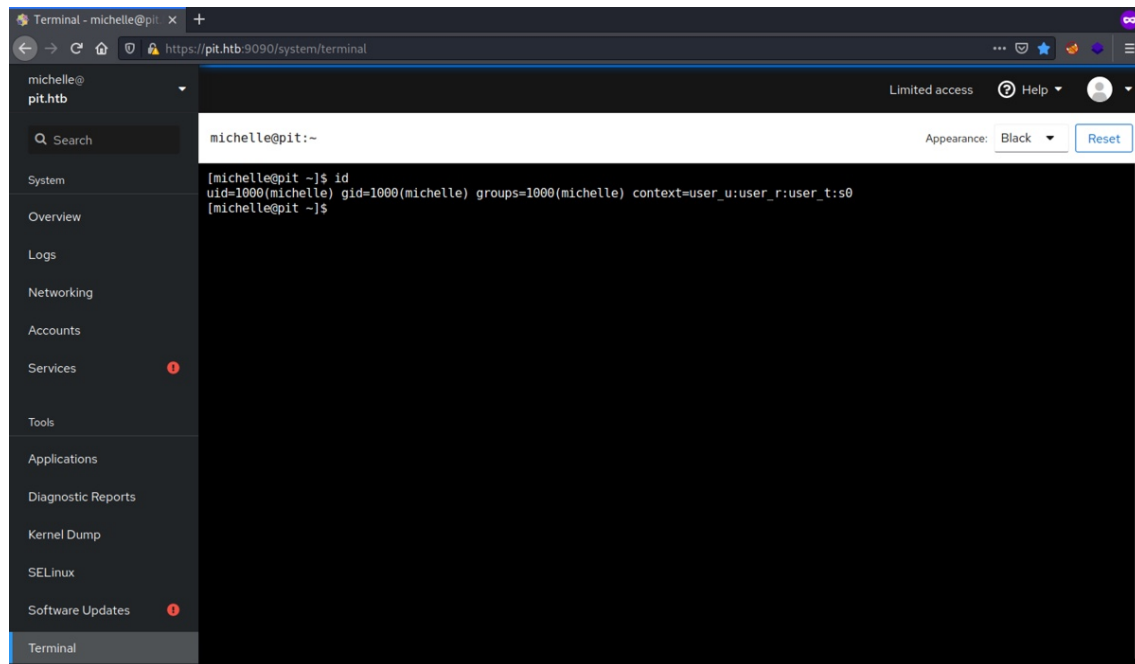 Terminal - michelle@pit.
https://pit.htb:9090/system/terminal
michelle@
pit.htb
Limited access
Help
Search
michelle@pit:~
Appearance:
Black
Reset
System
Overview
Logs
Networking
Accounts
Services
Tools
Applications
Diagnostic Reports
Kernel Dump
SELinux
Software Updates
Terminal
[michelle@pit ~]$ id
uid=1000(michelle) gid=1000(michelle) groups=1000(michelle) context=user_u:user_r:user_t:s0
[michelle@pit ~]$